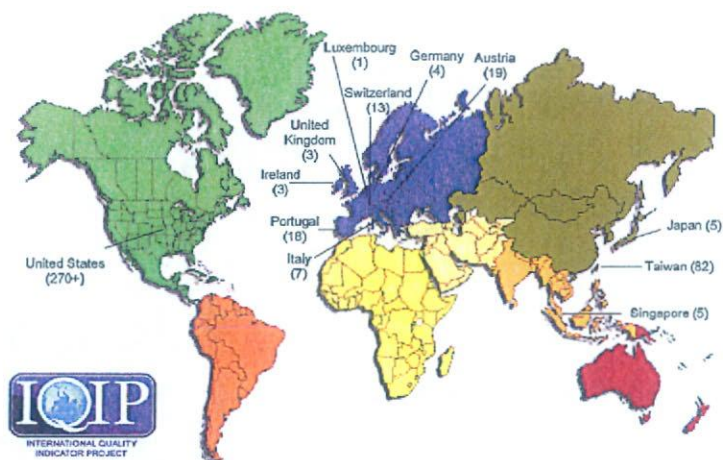 Luxembourg
(1)
Germany
(4)
Austria
(19)
Switzerland
(13)
United
Kingdom
(3)
Ireland
(3)
Portugal
(18)
Italy
(7)
United States
(270+)
Japan (5)
Taiwan (82)
Singapore (5)
IQIP
INTERNATIONAL QUALITY
INDICATOR PROJECT